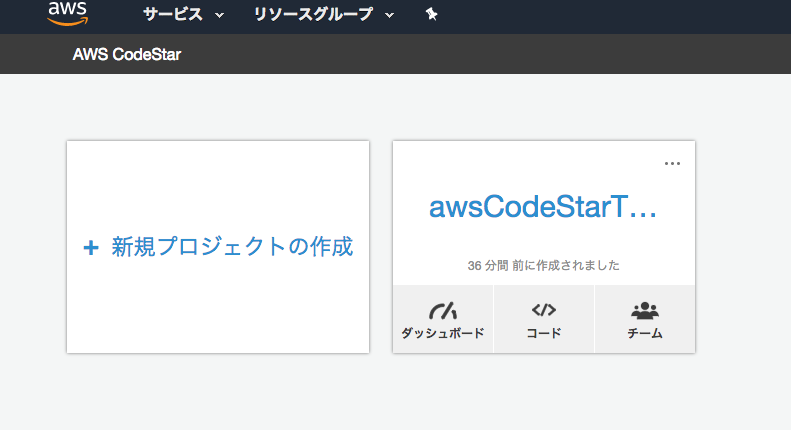 aws サービス リソースグループ
AWS CodeStar
+ 新規プロジェクトの作成
...
awsCodeStarT...
36 分間 前に作成されました
ダッシュボード </> コード チーム